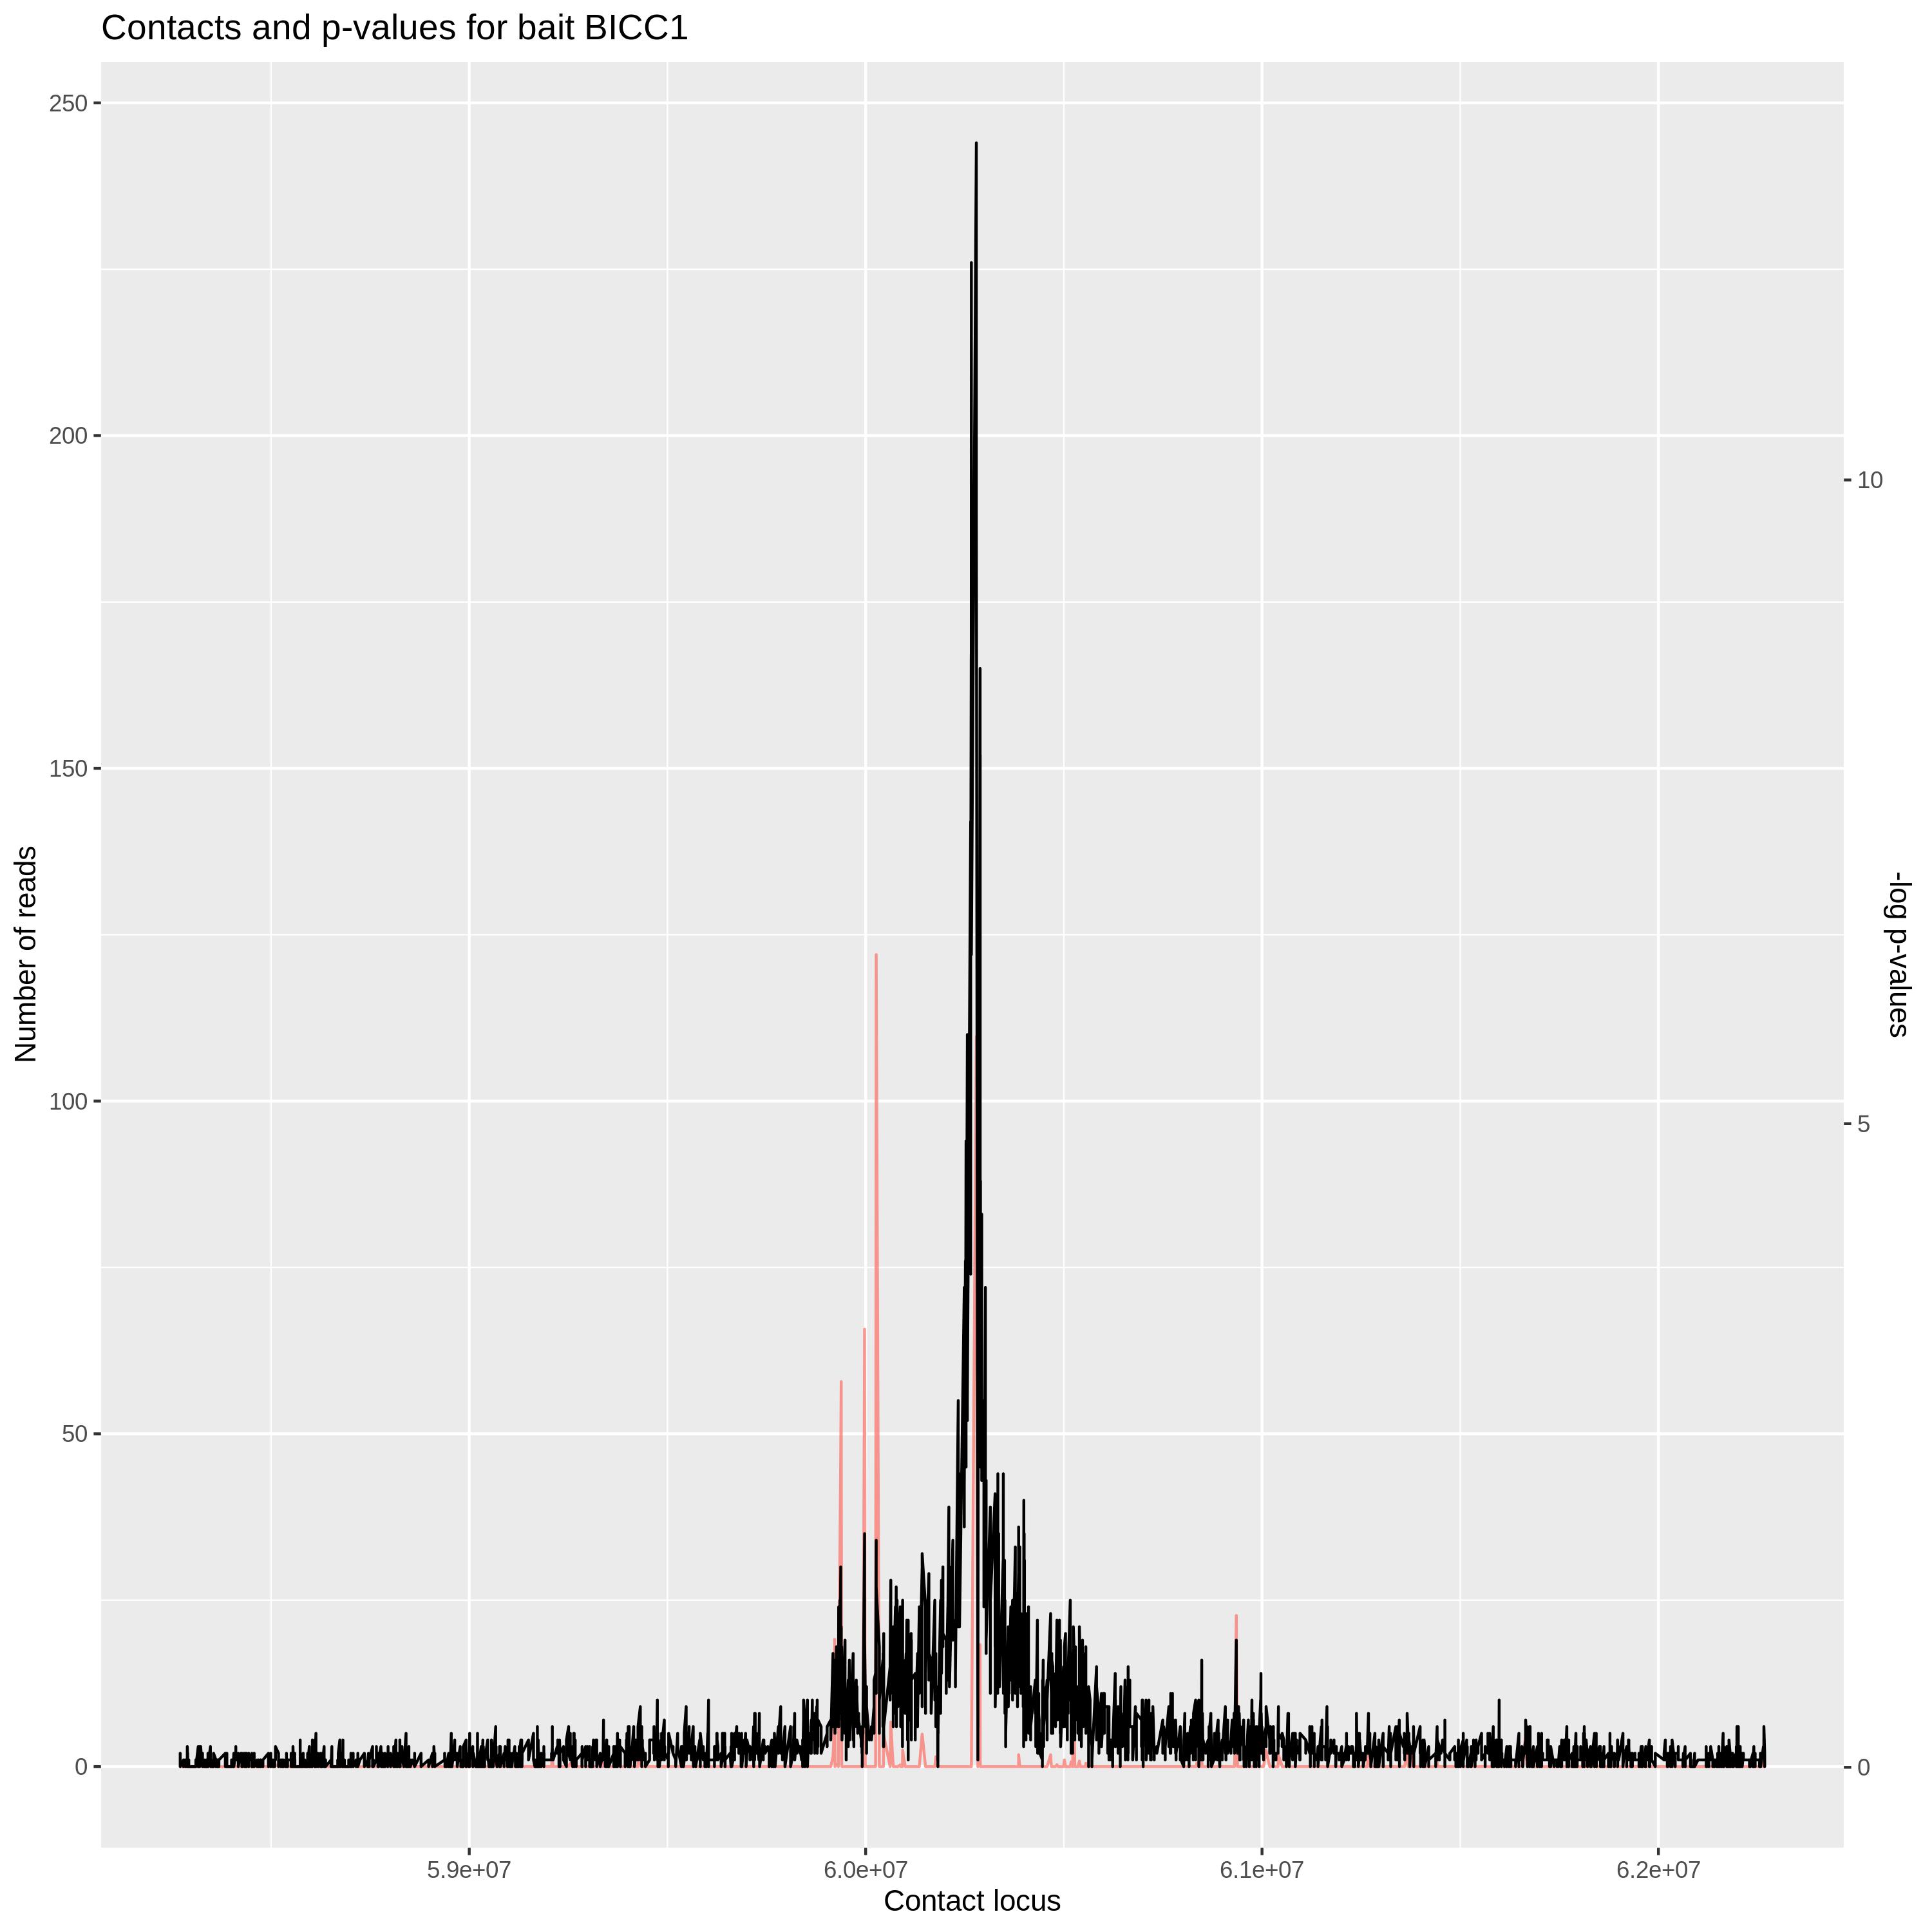 Contacts and p-values for bait BICC1
250
200
150
100
50
0
Number of reads
10
5
0
-log p-values
5.9e+07
6.0e+07
6.1e+07
6.2e+07
Contact locus